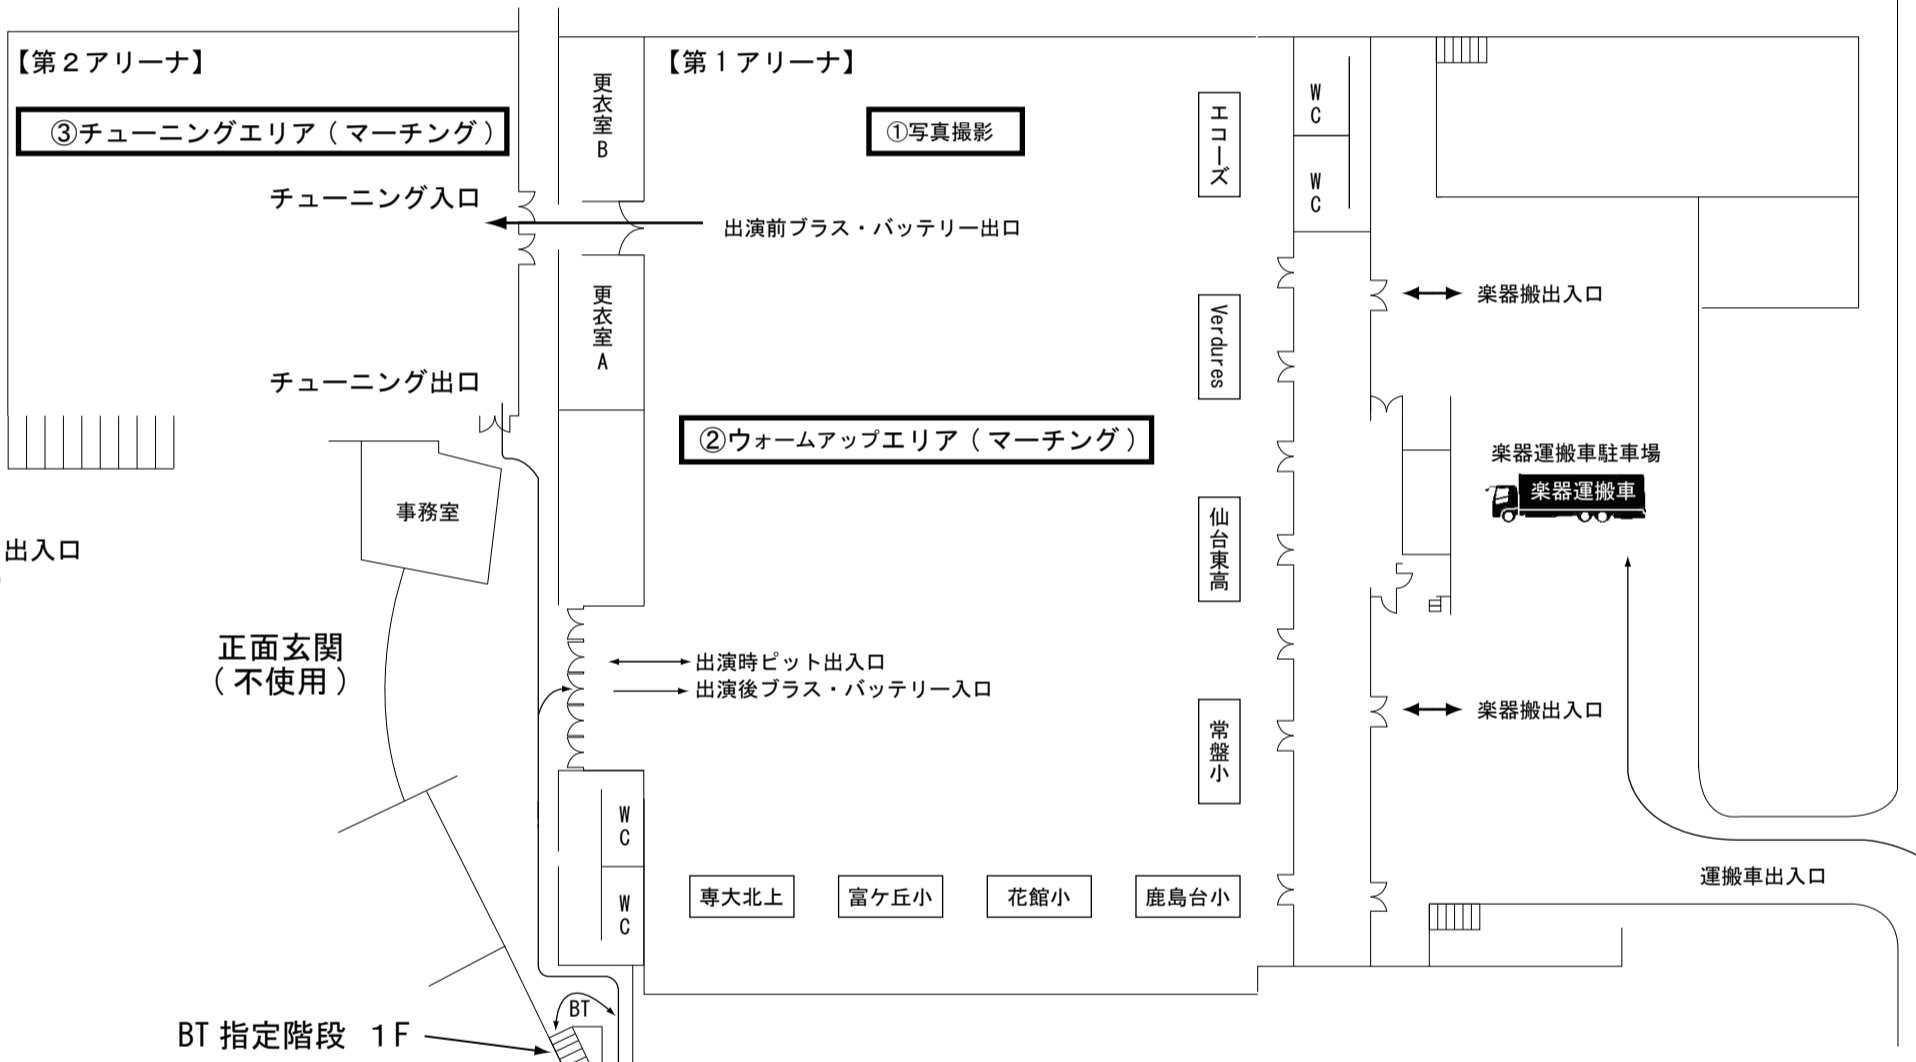 【第２アリーナ】
③チューニングエリア（マーチング）
チューニング入口
チューニング出口
更衣室B
更衣室A
【第１アリーナ】
①写真撮影
出演前ブラス・バッテリー出口
②ウォームアップエリア（マーチング）
エコーズ
Verdures
仙台東高
常盤小
WC
WC
楽器搬出入口
楽器運搬車駐車場
楽器運搬車
楽器搬出入口
運搬車出入口
事務室
出入口
正面玄関
（不使用）
出演時ピット出入口
出演後ブラス・バッテリー入口
WC
WC
専大北上
富ケ丘小
花館小
鹿島台小
BT
BT 指定階段　１F